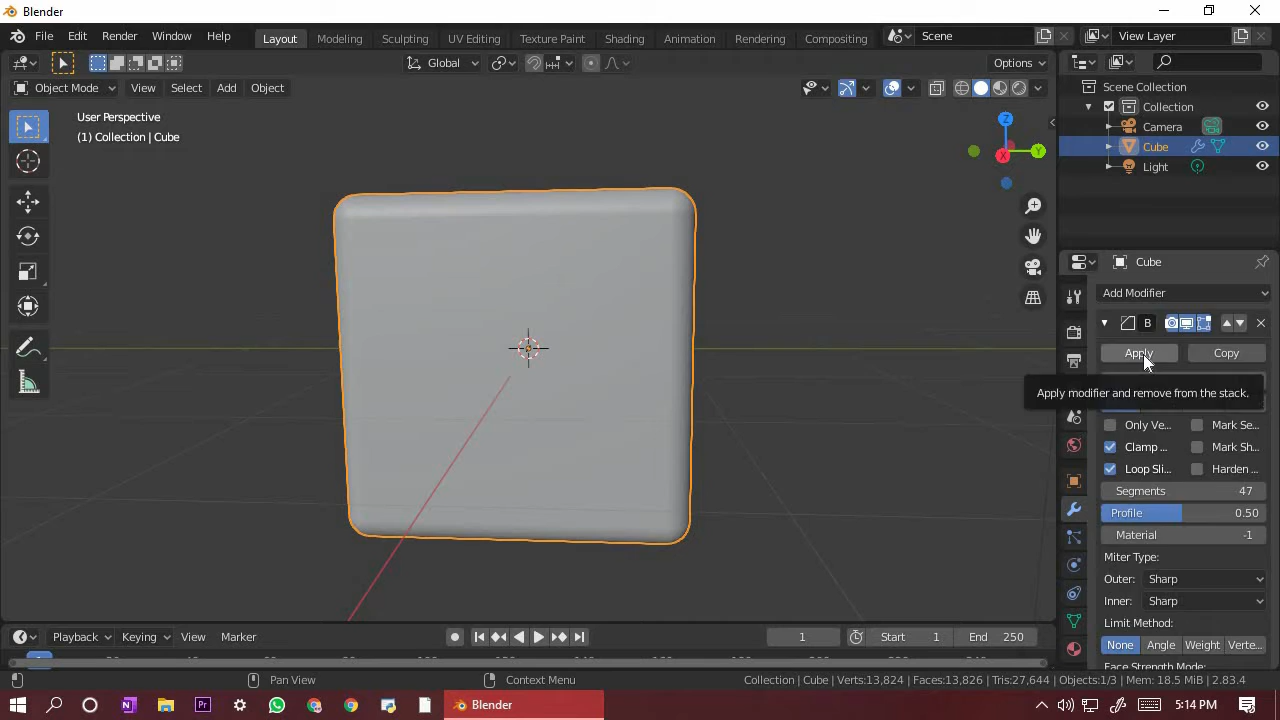 Blender
File Edit Render Window Help
Layout Modeling Sculpting UV Editing Texture Paint Shading Animation Rendering Compositing
Scene
View Layer
Global
Options
Object Mode View Select Add Object
User Perspective
(1) Collection | Cube
Z
Y
X
Scene Collection
Collection
Camera
Cube
Light
Cube
Add Modifier
B
Apply Copy
Apply modifier and remove from the stack.
Only Ve... Mark Se...
Clamp ... Mark Sh...
Loop Sli... Harden ...
Segments 47
Profile 0.50
Material -1
Miter Type:
Outer: Sharp
Inner: Sharp
Limit Method:
None Angle Weight Verte...
Face Strength Mode:
Playback Keying View Marker
1
Start 1
End 250
Pan View
Context Menu
Collection | Cube | Verts:13,824 | Faces:13,826 | Tris:27,644 | Objects:1/3 | Mem: 18.5 MiB | 2.83.4
Blender
5:14 PM